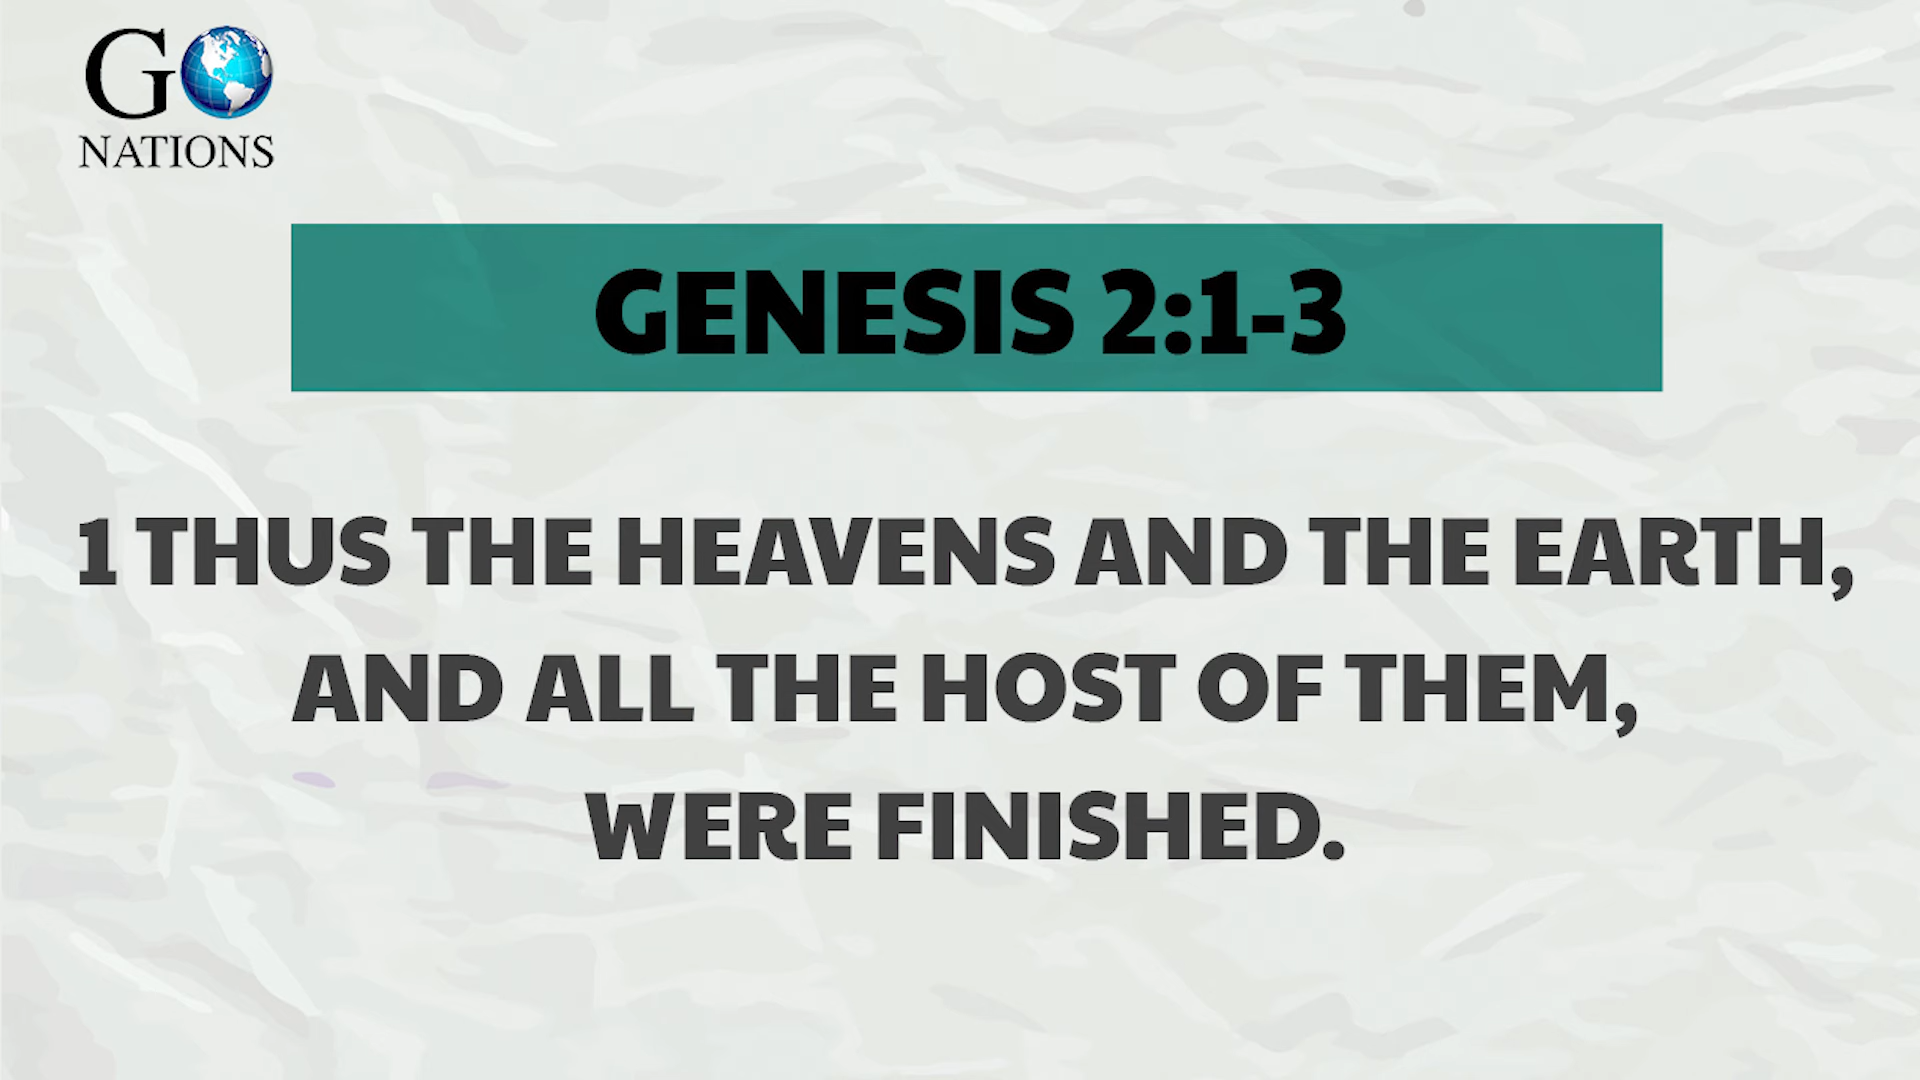 GO
NATIONS
GENESIS 2:1-3
1 THUS THE HEAVENS AND THE EARTH,
AND ALL THE HOST OF THEM,
WERE FINISHED.